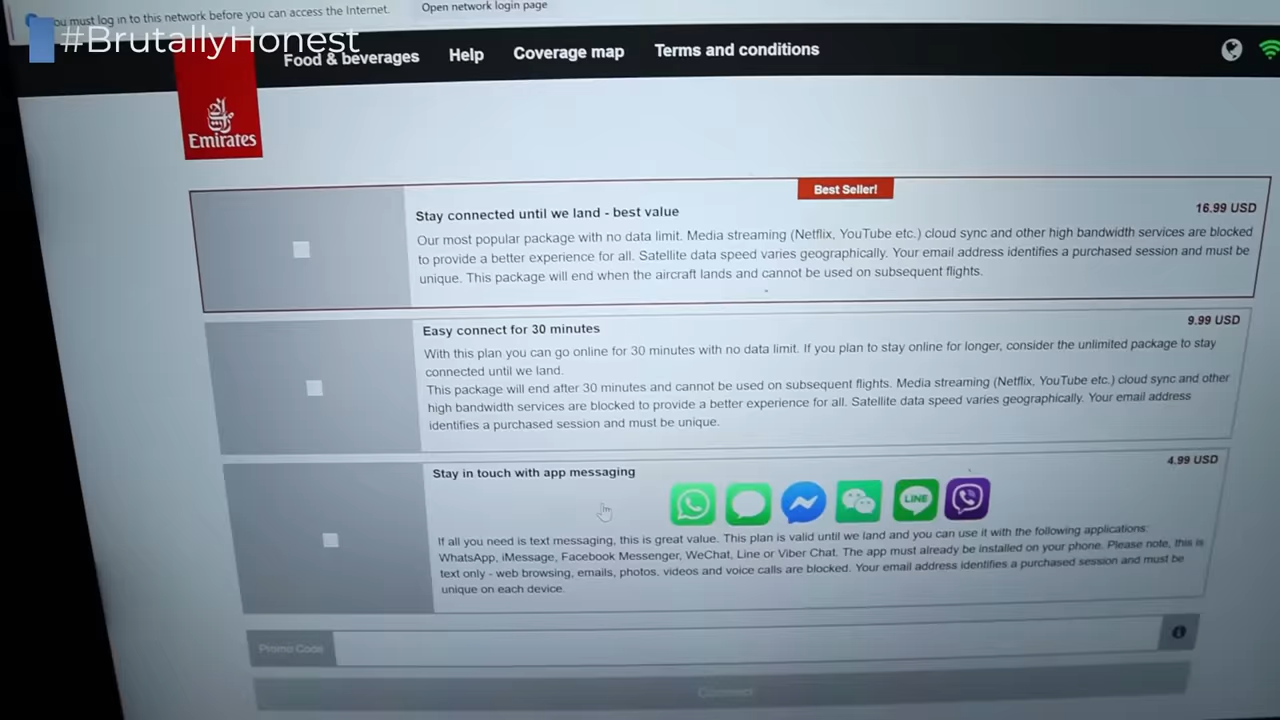 ou must log in to this network before you can access the Internet.
Open network login page
#BrutallyHonest
Food & beverages
Help
Coverage map
Terms and conditions
Emirates
Best Seller!
Stay connected until we land - best value
16.99 USD
Our most popular package with no data limit. Media streaming (Netflix, YouTube etc.) cloud sync and other high bandwidth services are blocked
to provide a better experience for all. Satellite data speed varies geographically. Your email address identifies a purchased session and must be
unique. This package will end when the aircraft lands and cannot be used on subsequent flights.
Easy connect for 30 minutes
9.99 USD
With this plan you can go online for 30 minutes with no data limit. If you plan to stay online for longer, consider the unlimited package to stay
connected until we land.
This package will end after 30 minutes and cannot be used on subsequent flights. Media streaming (Netflix, YouTube etc.) cloud sync and other
high bandwidth services are blocked to provide a better experience for all. Satellite data speed varies geographically. Your email address
identifies a purchased session and must be unique.
Stay in touch with app messaging
4.99 USD
LINE
If all you need is text messaging, this is great value. This plan is valid until we land and you can use it with the following applications:
WhatsApp, iMessage, Facebook Messenger, WeChat, Line or Viber Chat. The app must already be installed on your phone. Please note, this is
text only - web browsing, emails, photos, videos and voice calls are blocked. Your email address identifies a purchased session and must be
unique on each device.
Promo Code
Connect